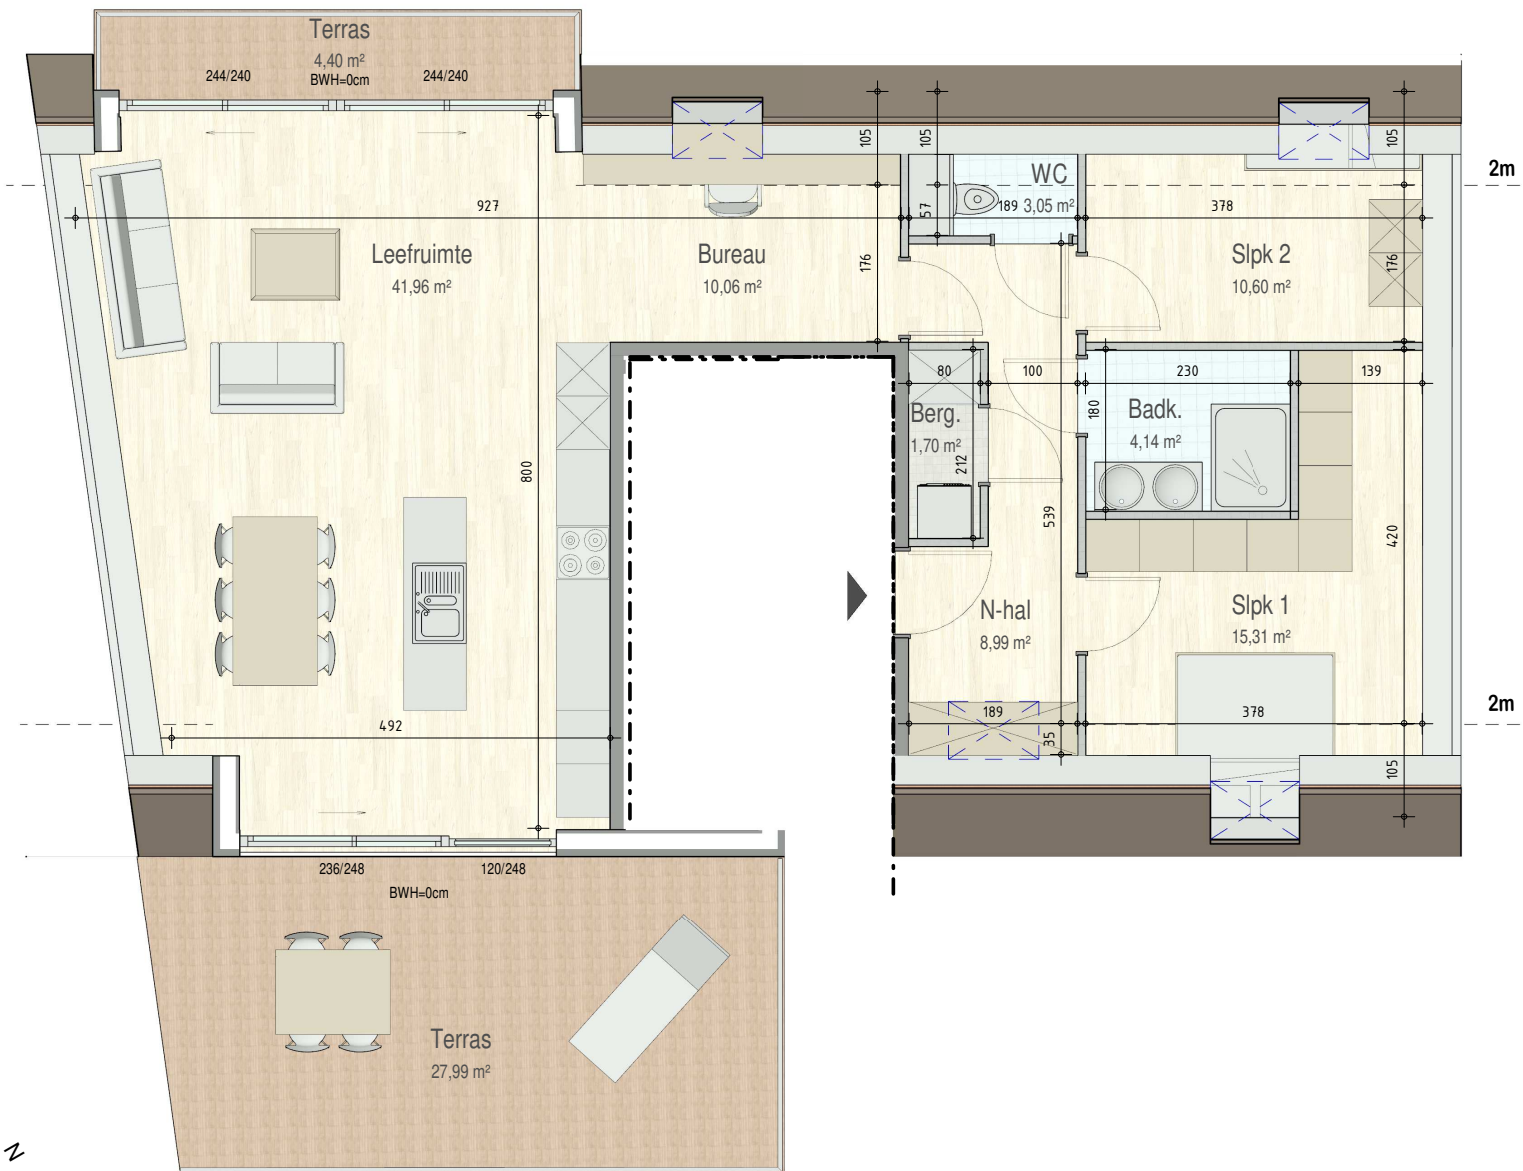 Terras
4,40 m²
244/240
BWH=0cm
244/240
105
105
105
2m
WC
3,05 m²
189
57
927
378
Leefruimte
41,96 m²
Bureau
10,06 m²
176
Slpk 2
10,60 m²
176
80
100
230
139
Berg.
1,70 m²
212
180
Badk.
4,14 m²
800
539
420
N-hal
8,99 m²
Slpk 1
15,31 m²
2m
492
189
35
378
105
236/248
120/248
BWH=0cm
Terras
27,99 m²
N